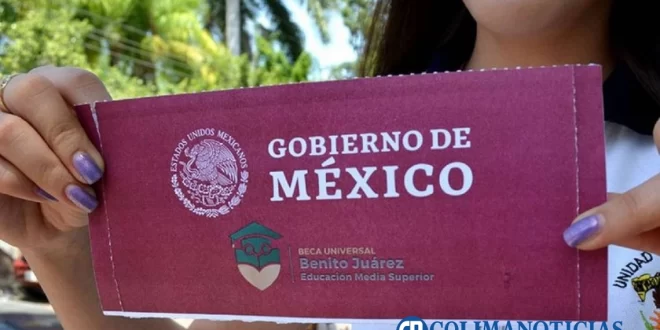 ESTADOS UNIDOS MEXICANOS
GOBIERNO DE
MÉXICO
BECA UNIVERSAL
Benito Juárez
Educación Media Superior
UNIDAD
COLIMANOTICIAS